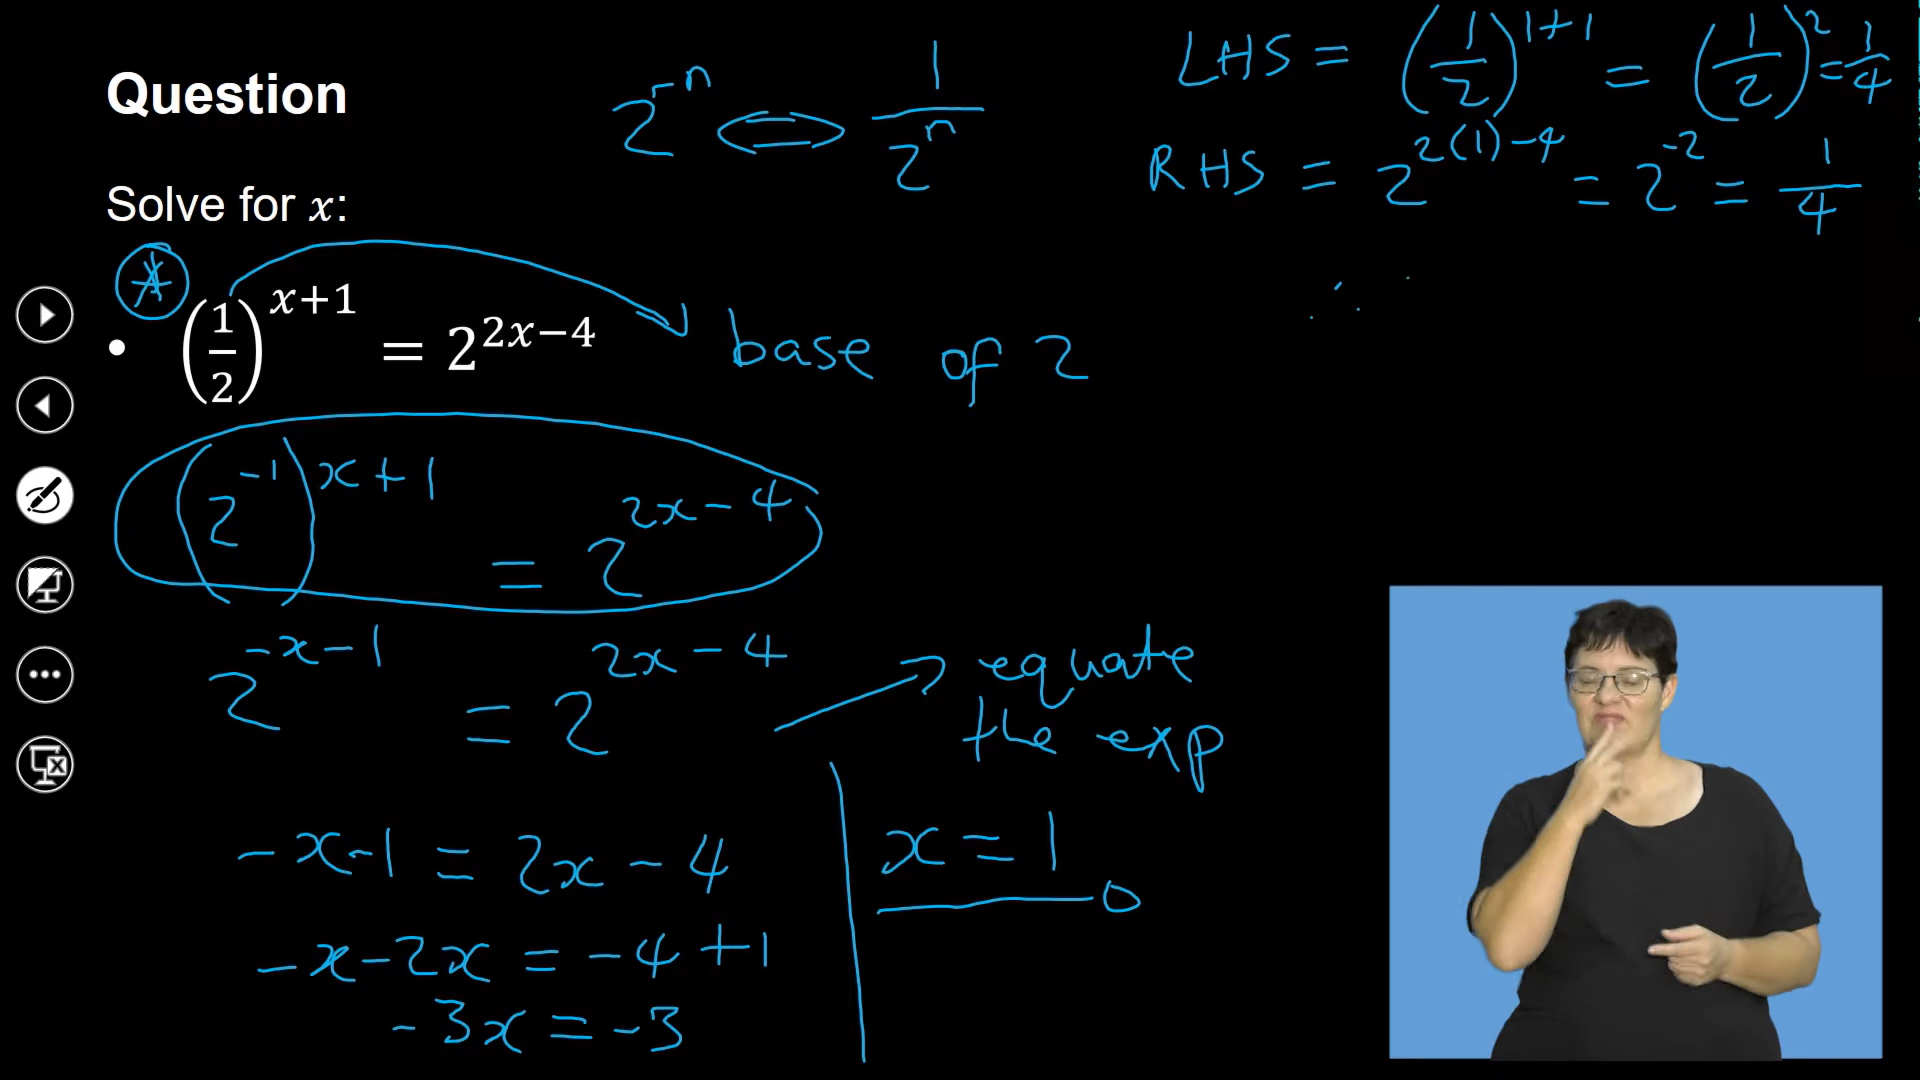 Question
2^{-n} ⟺ 1/2^n
LHS = (1/2)^{1+1} = (1/2)^2 = 1/4
RHS = 2^{2(1)-4} = 2^{-2} = 1/4
∴
Solve for x:
• (1/2)^{x+1} = 2^{2x−4}
base of 2
(2^{-1})^{x+1} = 2^{2x-4}
2^{-x-1} = 2^{2x-4}
equate
the exp
-x-1 = 2x - 4
-x-2x = -4+1
-3x = -3
x = 1